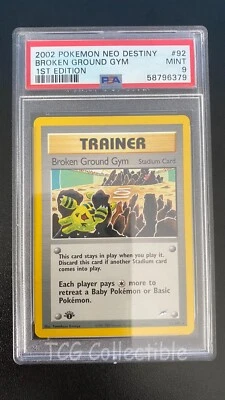 2002 POKEMON NEO DESTINY #92
BROKEN GROUND GYM MINT
1ST EDITION 9
PSA 58796379
TRAINER
Broken Ground Gym Stadium Card
This card stays in play when you play it.
Discard this card if another Stadium card
comes into play.
Each player pays more to
retreat a Baby Pokémon or Basic
Pokémon.
TCG Collectible